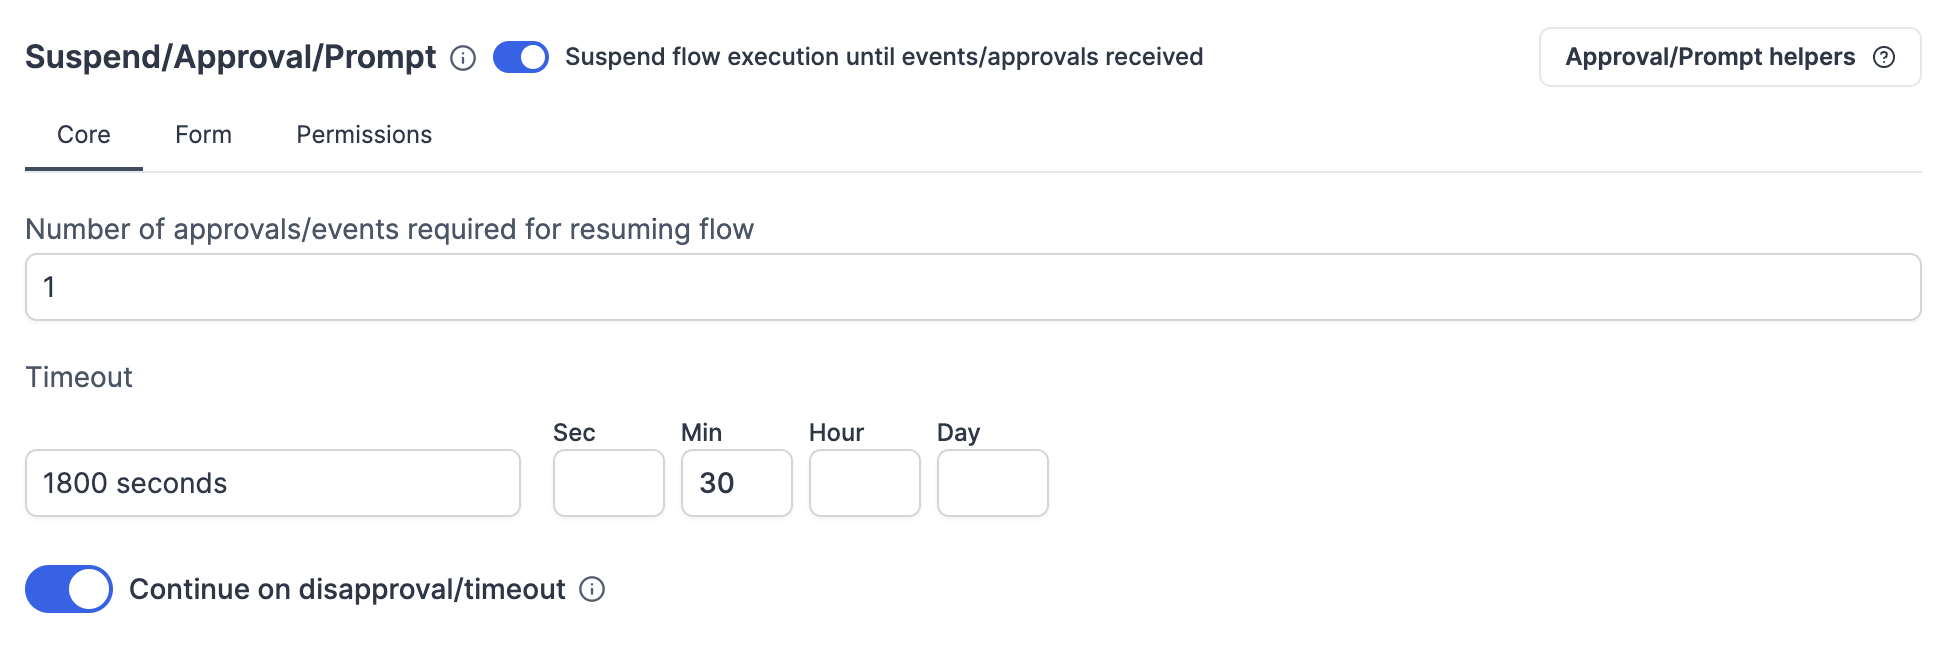 Suspend/Approval/Prompt Suspend flow execution until events/approvals received Approval/Prompt helpers
Core Form Permissions
Number of approvals/events required for resuming flow
1
Timeout
Sec Min Hour Day
1800 seconds 30
Continue on disapproval/timeout